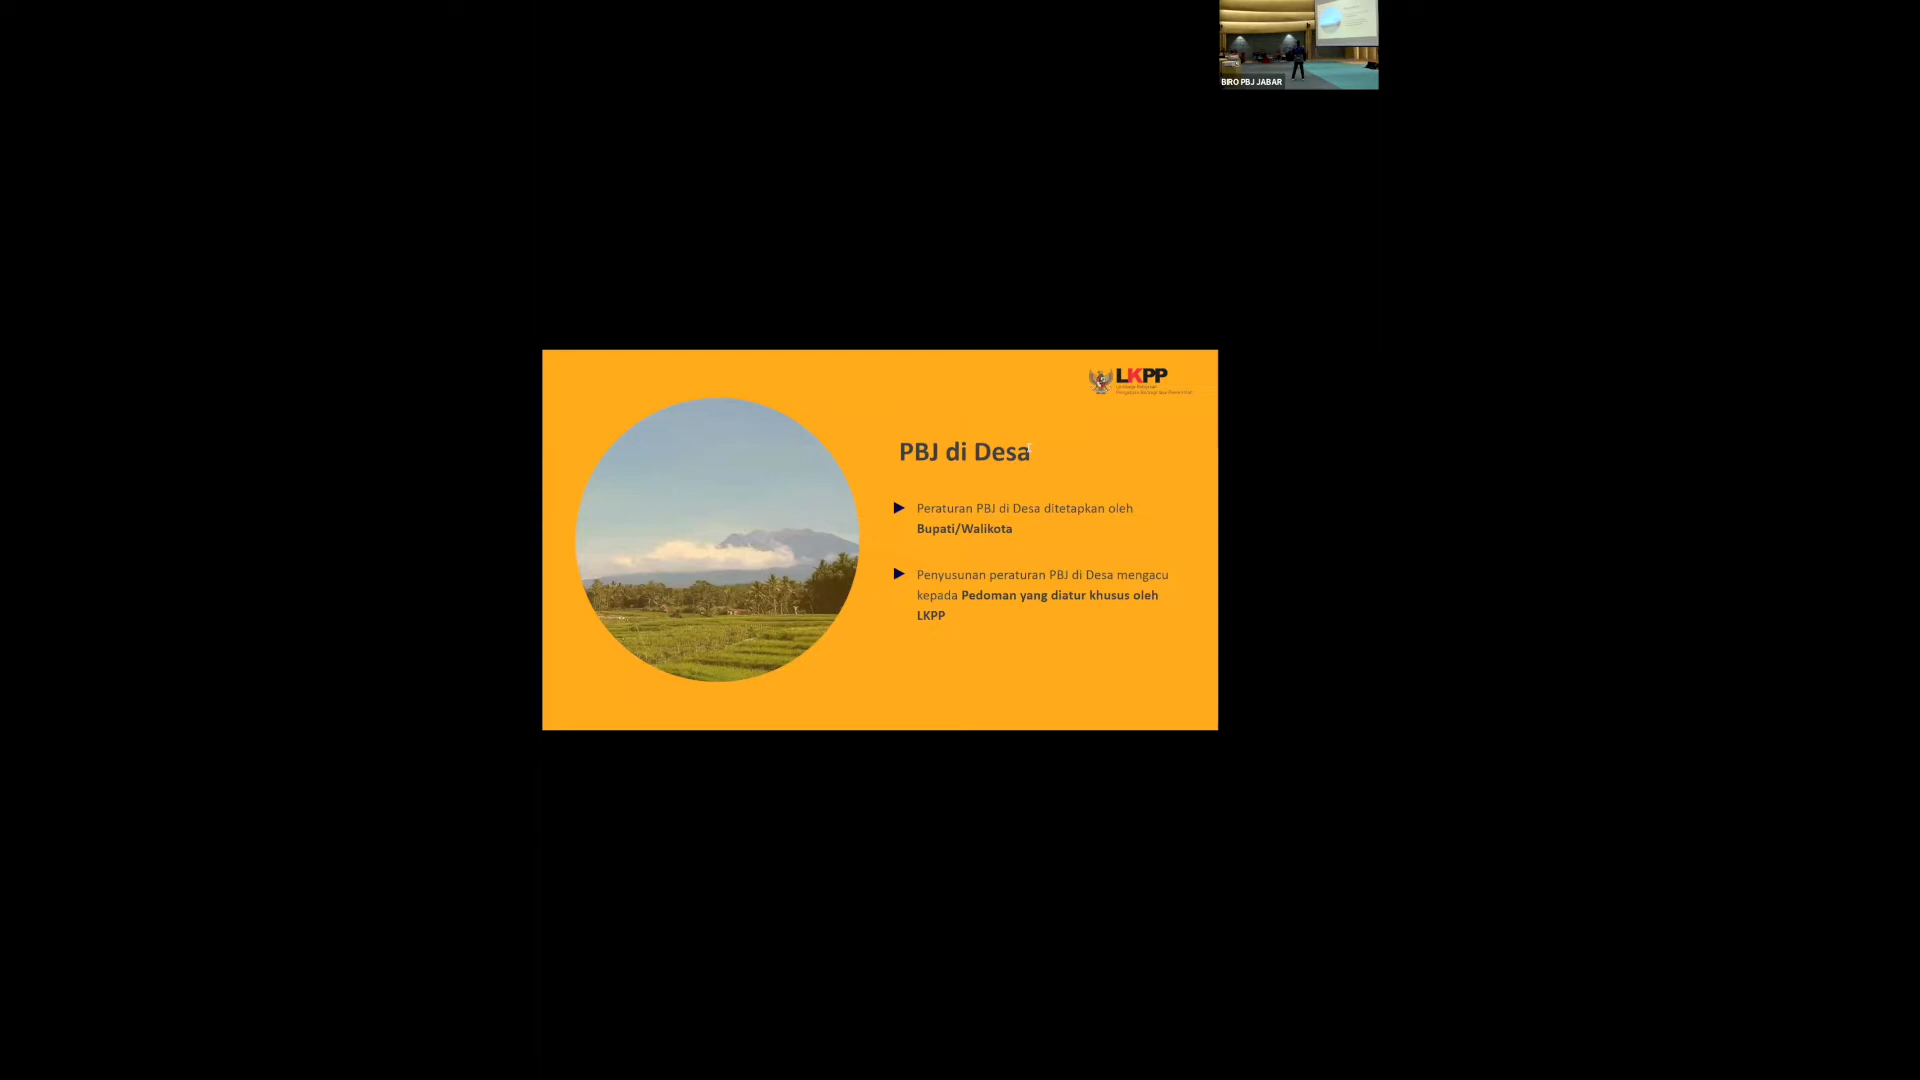 BIRO PBJ JABAR
LKPP
PBJ di Desa
Peraturan PBJ di Desa ditetapkan oleh
Bupati/Walikota
Penyusunan peraturan PBJ di Desa mengacu
kepada Pedoman yang diatur khusus oleh
LKPP